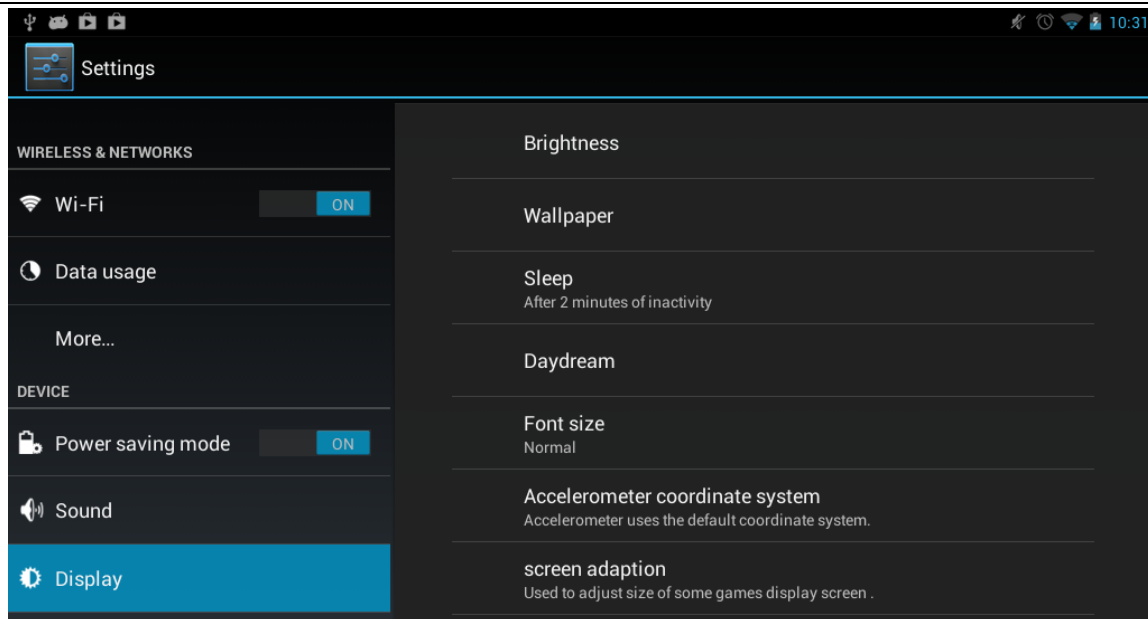 10:31
Settings
WIRELESS & NETWORKS
Wi-Fi ON
Data usage
More...
DEVICE
Power saving mode ON
Sound
Display
Brightness
Wallpaper
Sleep
After 2 minutes of inactivity
Daydream
Font size
Normal
Accelerometer coordinate system
Accelerometer uses the default coordinate system.
screen adaption
Used to adjust size of some games display screen .